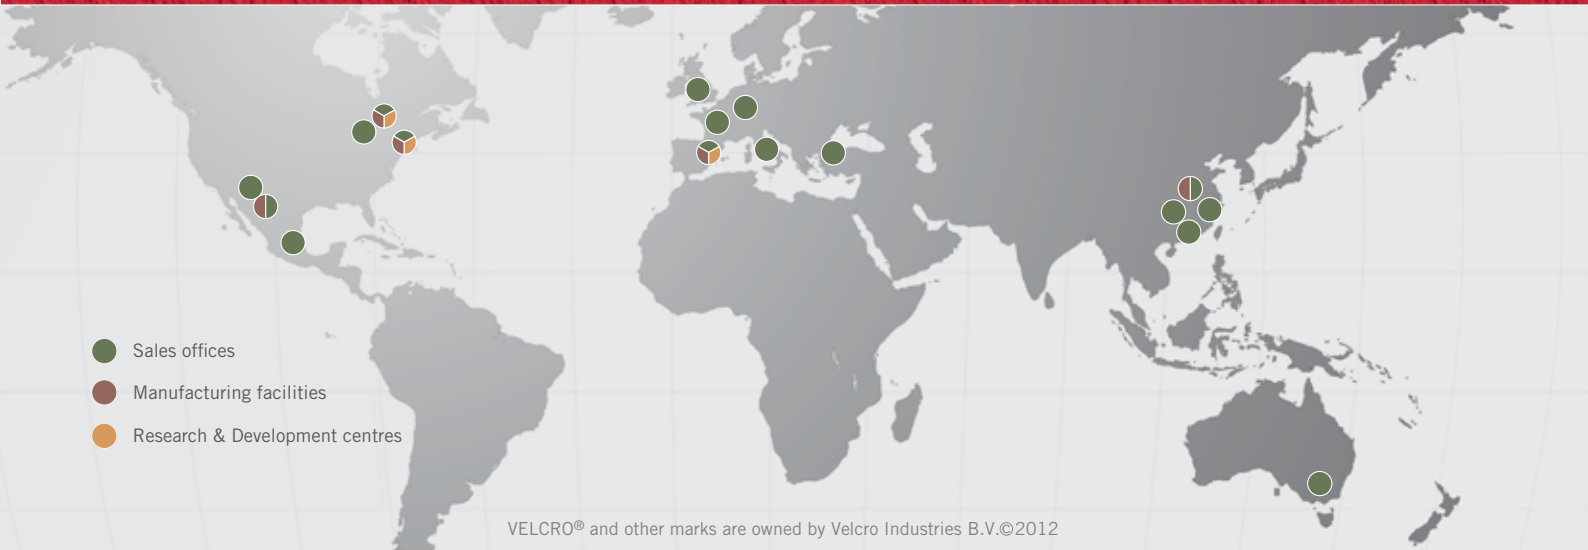 Sales offices
Manufacturing facilities
Research & Development centres
VELCRO® and other marks are owned by Velcro Industries B.V.©2012